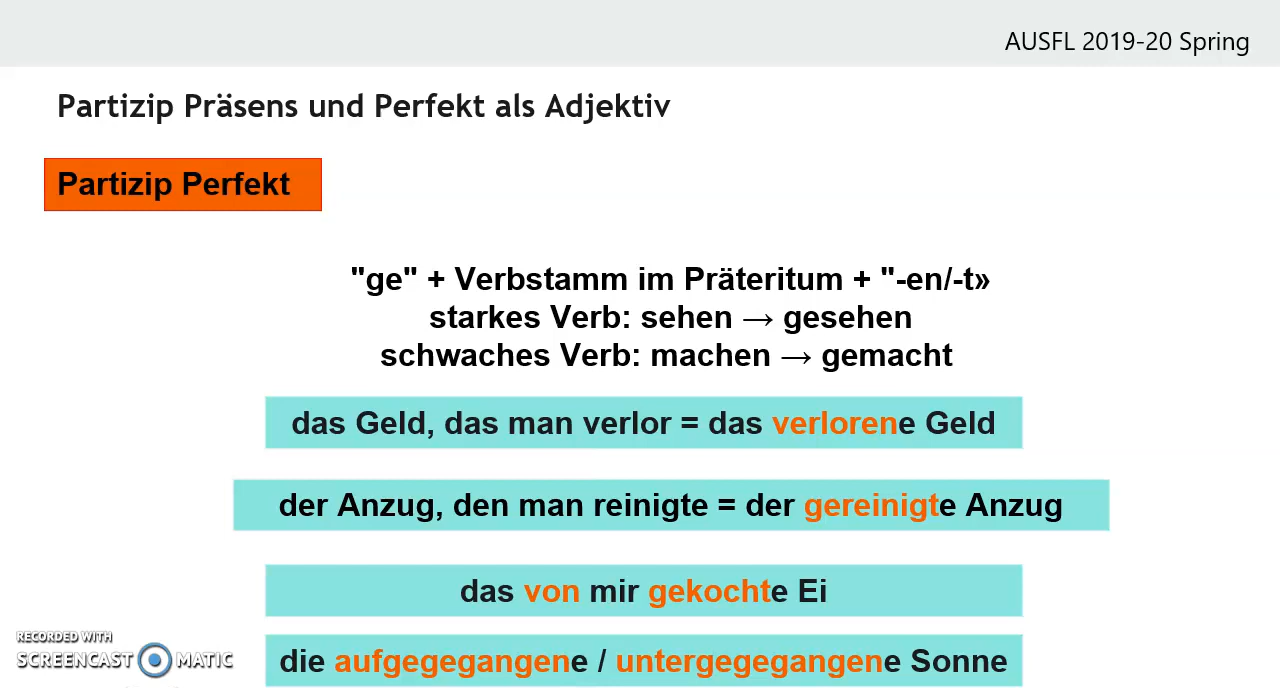 AUSFL 2019-20 Spring
Partizip Präsens und Perfekt als Adjektiv
Partizip Perfekt
"ge" + Verbstamm im Präteritum + "-en/-t»
starkes Verb: sehen → gesehen
schwaches Verb: machen → gemacht
das Geld, das man verlor = das verlorene Geld
der Anzug, den man reinigte = der gereinigte Anzug
das von mir gekochte Ei
die aufgegegangene / untergegegangene Sonne
RECORDED WITH
SCREENCAST MATIC